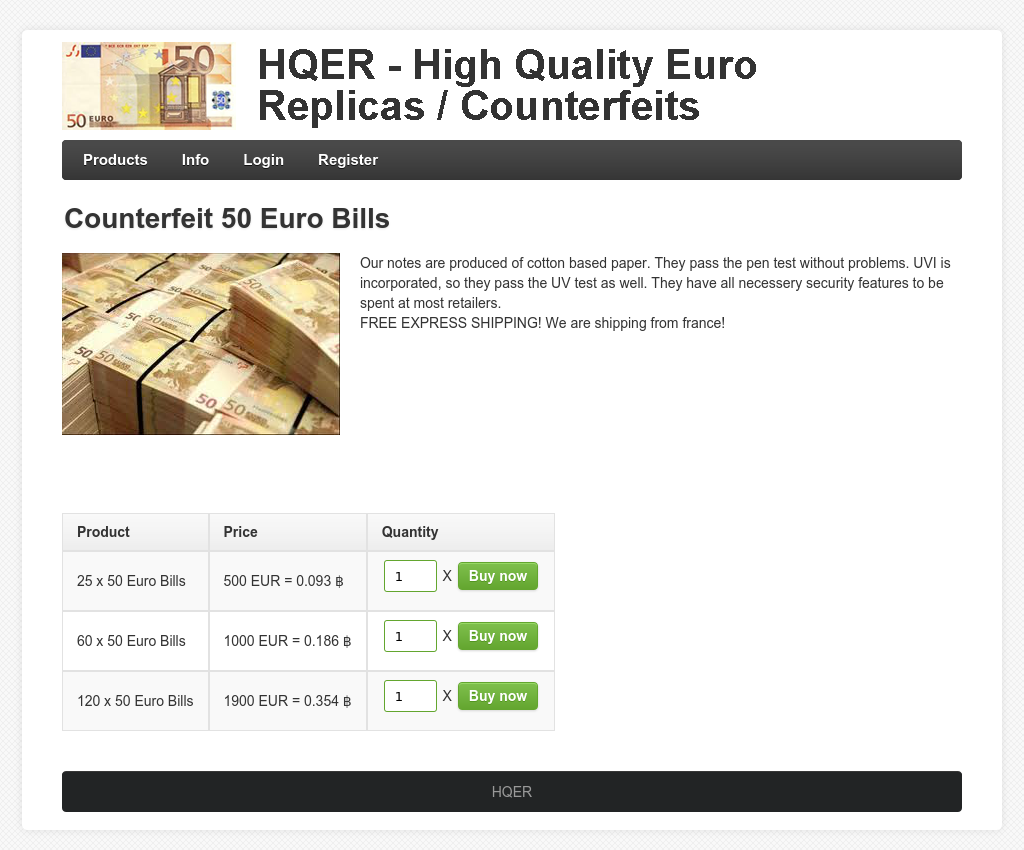 50
50 EURO
HQER - High Quality Euro
Replicas / Counterfeits
Products Info Login Register
Counterfeit 50 Euro Bills
Our notes are produced of cotton based paper. They pass the pen test without problems. UVI is
incorporated, so they pass the UV test as well. They have all necessery security features to be
spent at most retailers.
FREE EXPRESS SHIPPING! We are shipping from france!
50
50
50
50
Product Price Quantity
25 x 50 Euro Bills 500 EUR = 0.093 ฿ 1 X Buy now
60 x 50 Euro Bills 1000 EUR = 0.186 ฿ 1 X Buy now
120 x 50 Euro Bills 1900 EUR = 0.354 ฿ 1 X Buy now
HQER